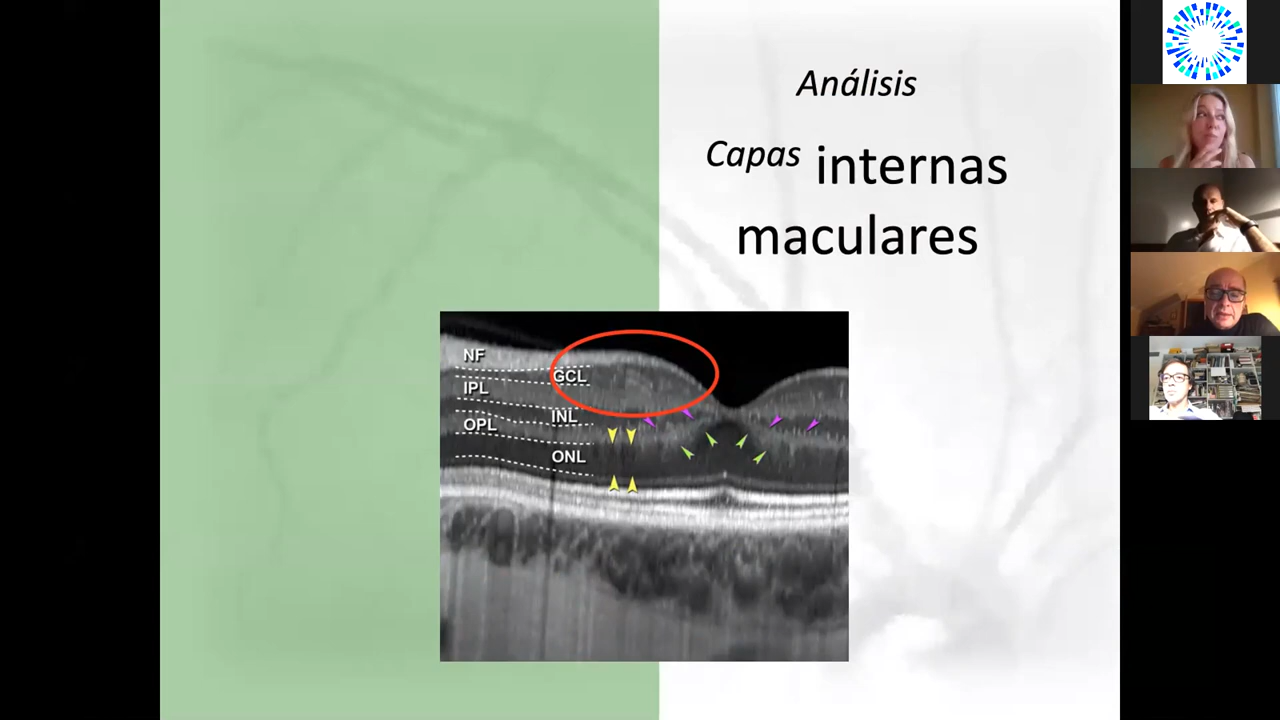 Análisis
Capas internas
maculares
NF
GCL
IPL
INL
OPL
ONL